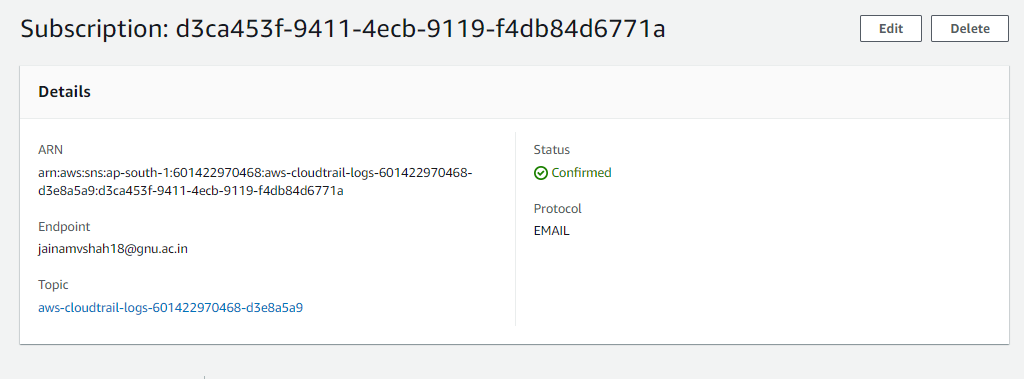 Subscription: d3ca453f-9411-4ecb-9119-f4db84d6771a
Edit
Delete
Details
ARN
arn:aws:sns:ap-south-1:601422970468:aws-cloudtrail-logs-601422970468-
d3e8a5a9:d3ca453f-9411-4ecb-9119-f4db84d6771a
Endpoint
jainamvshah18@gnu.ac.in
Topic
aws-cloudtrail-logs-601422970468-d3e8a5a9
Status
Confirmed
Protocol
EMAIL